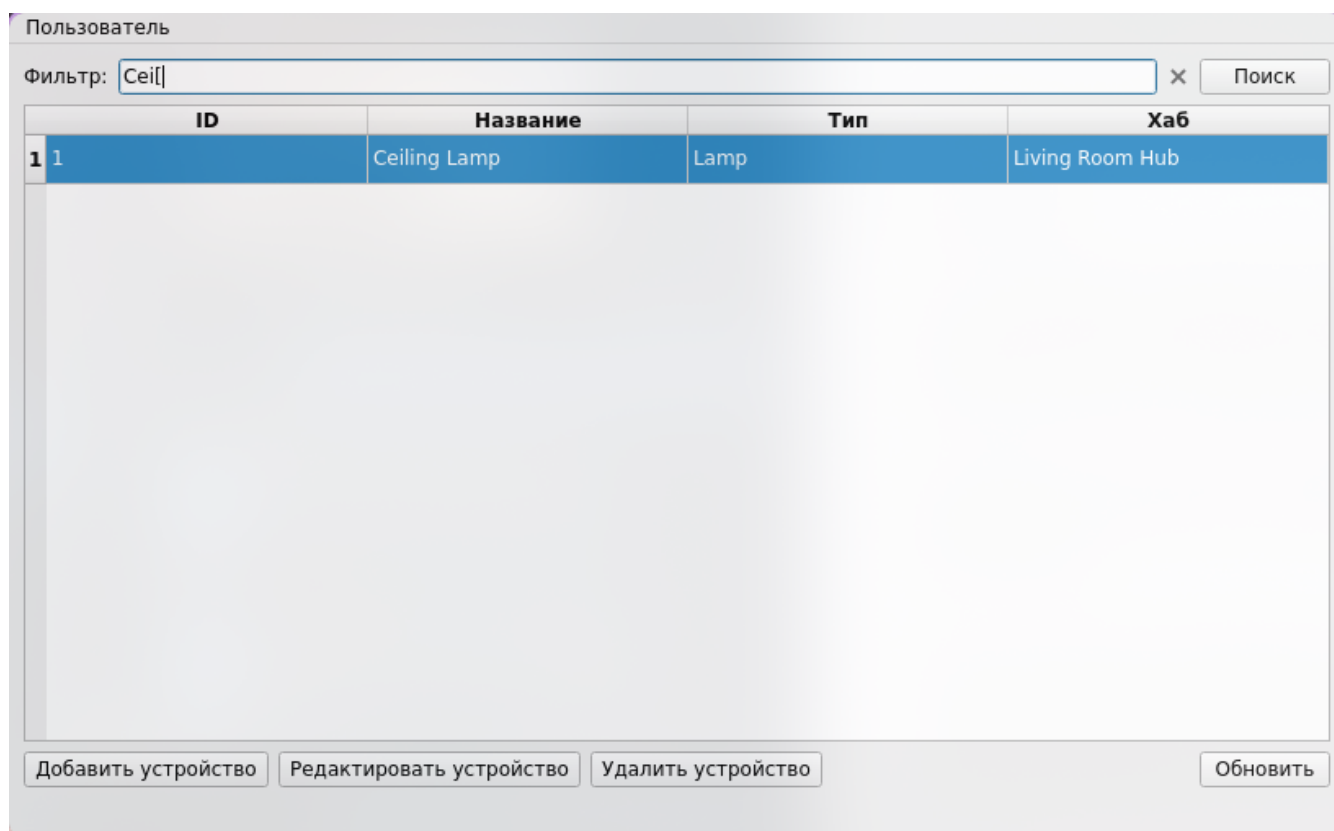 Пользователь
Фильтр: Ceil ✕ Поиск
ID Название Тип Хаб
1 1 Ceiling Lamp Lamp Living Room Hub
Добавить устройство Редактировать устройство Удалить устройство Обновить